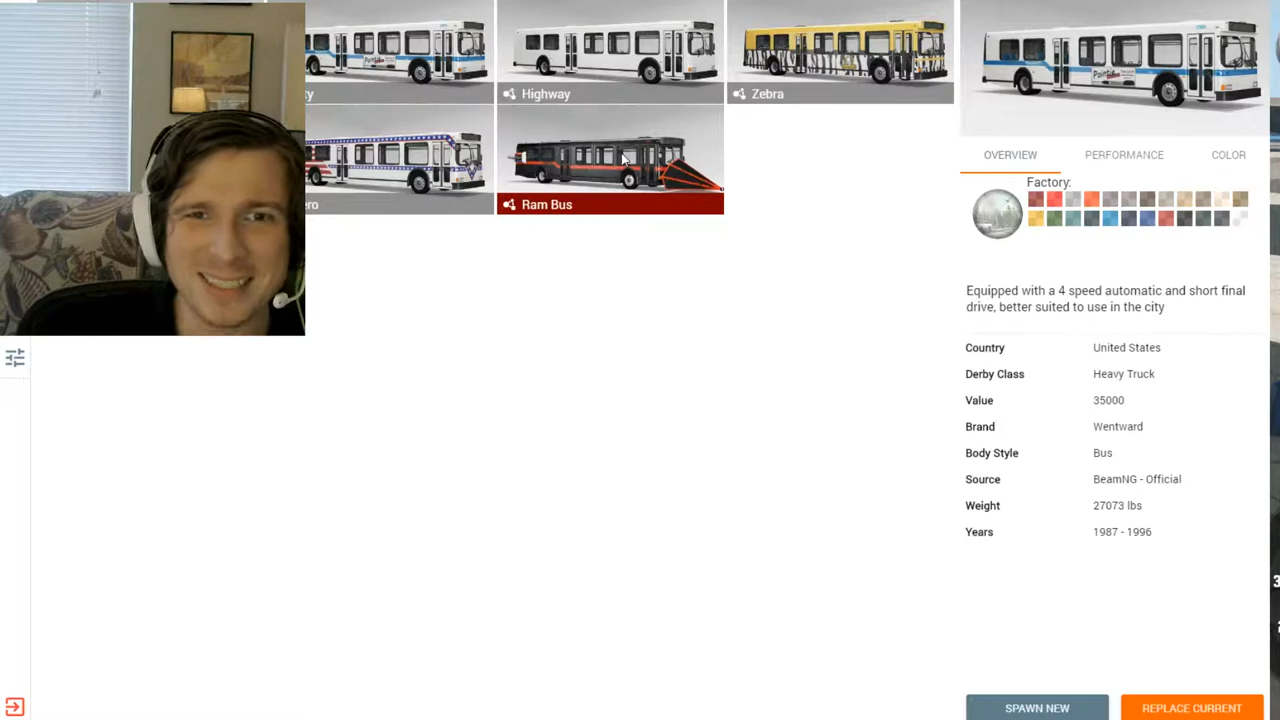 ty
Highway
Zebra
ro
Ram Bus
OVERVIEW
PERFORMANCE
COLOR
Factory:
Equipped with a 4 speed automatic and short final
drive, better suited to use in the city
Country United States
Derby Class Heavy Truck
Value 35000
Brand Wentward
Body Style Bus
Source BeamNG - Official
Weight 27073 lbs
Years 1987 - 1996
SPAWN NEW
REPLACE CURRENT